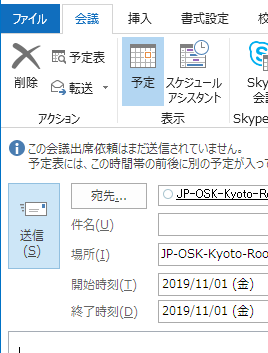 ファイル 会議 挿入 書式設定
削除 予定表 転送
アクション
予定 スケジュール アシスタント
表示
Sky 会議
Skype
この会議出席依頼はまだ送信されていません。
予定表には、この時間帯の前後に別の予定が入っ
送信(S)
宛先... JP-OSK-Kyoto-Ro
件名(U)
場所(I) JP-OSK-Kyoto-Roo
開始時刻(T) 2019/11/01 (金)
終了時刻(D) 2019/11/01 (金)